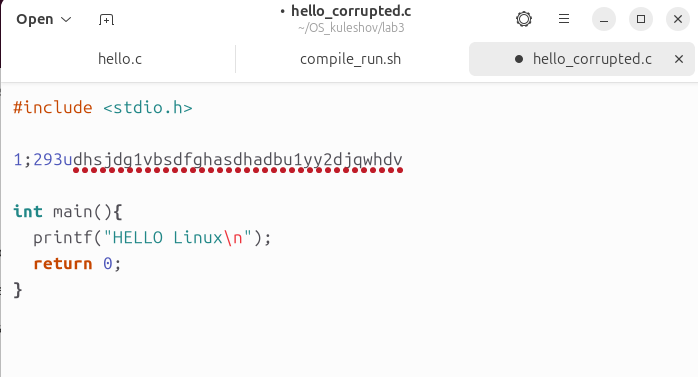 Open
• hello_corrupted.c
~/OS_kuleshov/lab3
hello.c
compile_run.sh
hello_corrupted.c
#include <stdio.h>
1;293udhsjdg1vbsdfghasdhadbu1yy2djqwhdv
int main(){
printf("HELLO Linux\n");
return 0;
}